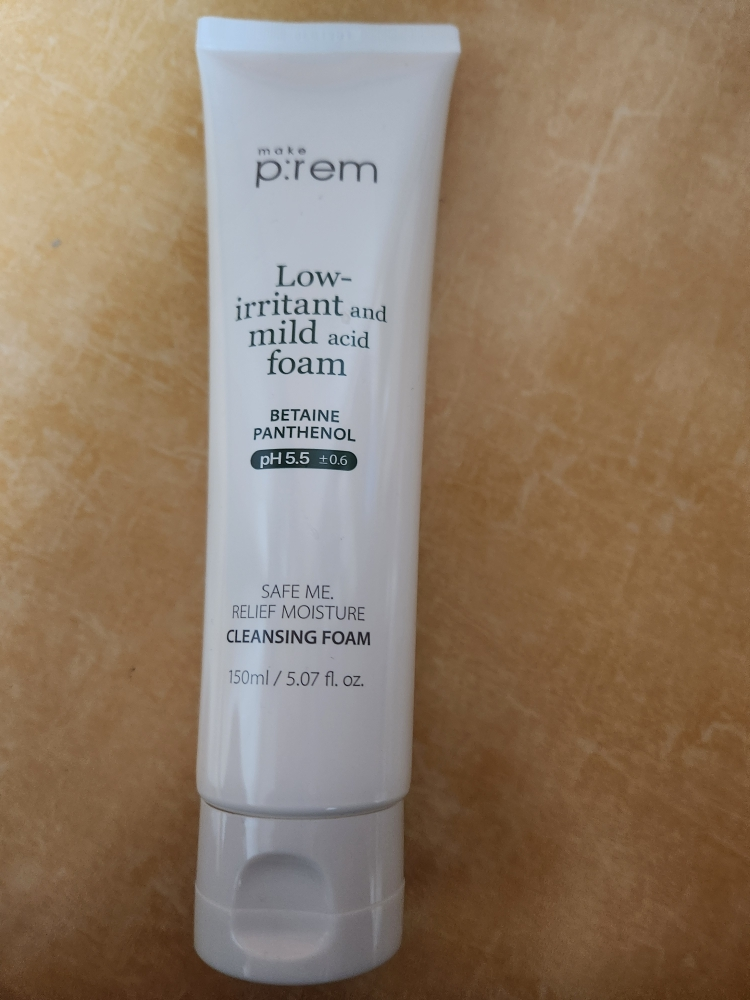 make
p:rem
Low-
irritant and
mild acid
foam
BETAINE
PANTHENOL
pH 5.5 ±0.6
SAFE ME.
RELIEF MOISTURE
CLEANSING FOAM
150ml / 5.07 fl. oz.